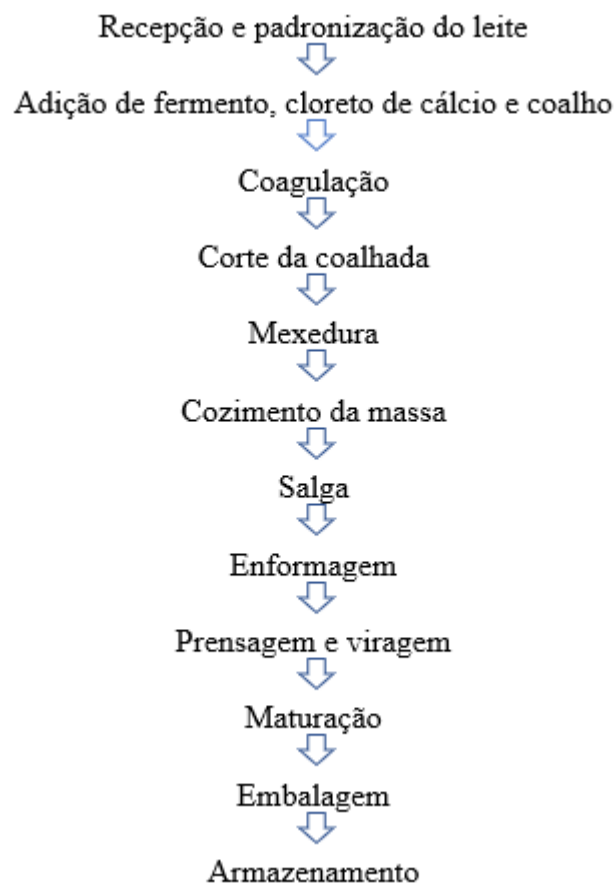 Recepção e padronização do leite
Adição de fermento, cloreto de cálcio e coalho
Coagulação
Corte da coalhada
Mexedura
Cozimento da massa
Salga
Enformagem
Prensagem e viragem
Maturação
Embalagem
Armazenamento